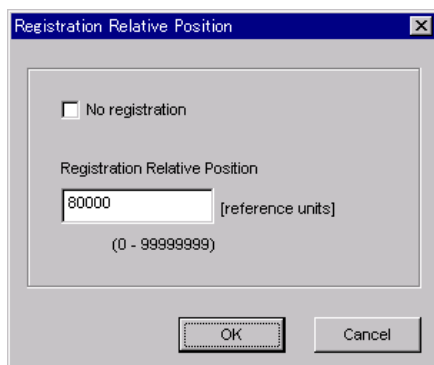 Registration Relative Position
No registration
Registration Relative Position
80000 [reference units]
(0 - 99999999)
OK Cancel